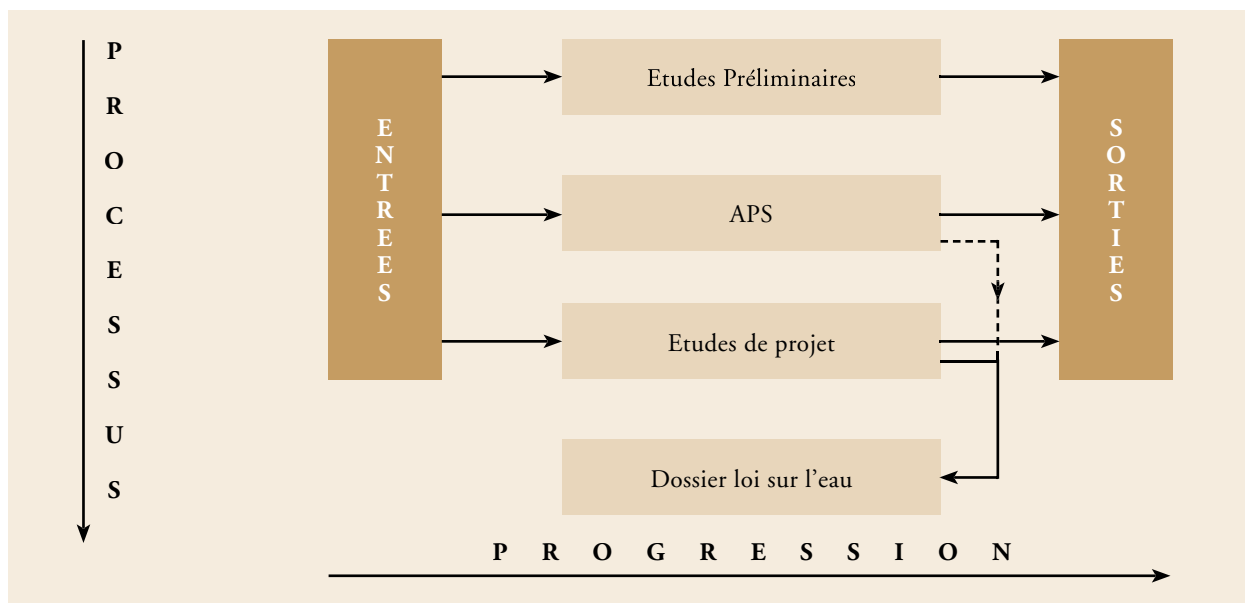 PROCESSUS
ENTREES
Etudes Préliminaires
APS
Etudes de projet
Dossier loi sur l’eau
SORTIES
PROGRESSION